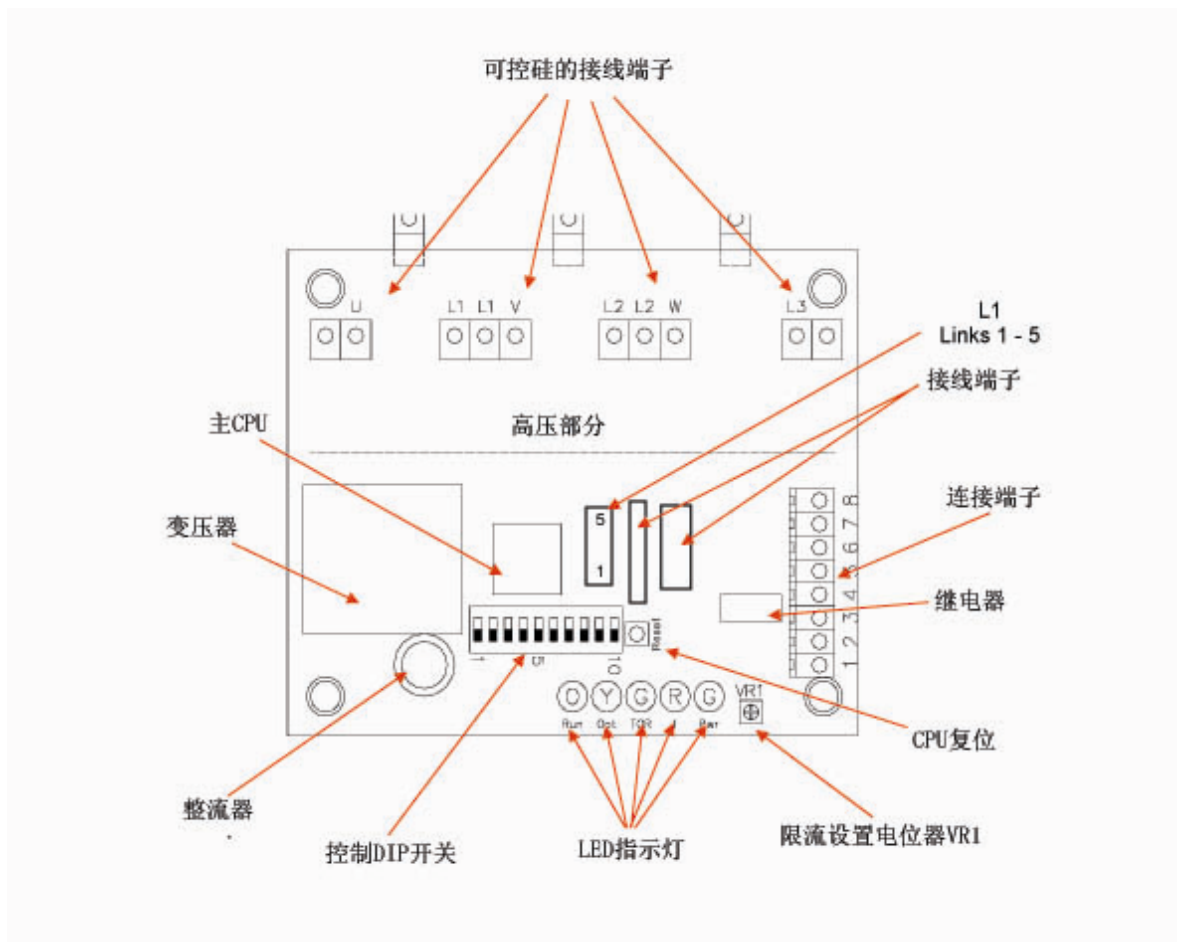 可控硅的接线端子
U L1 L1 V L2 L2 W L3
L1
Links 1 - 5
接线端子
主CPU
高压部分
连接端子
变压器
5
1
8
7
6
5
4
3
2
1
继电器
Reset
1 10
O Y G R G VR1
Run Opt TOR Pwr
CPU复位
整流器
控制DIP开关
LED指示灯
限流设置电位器VR1